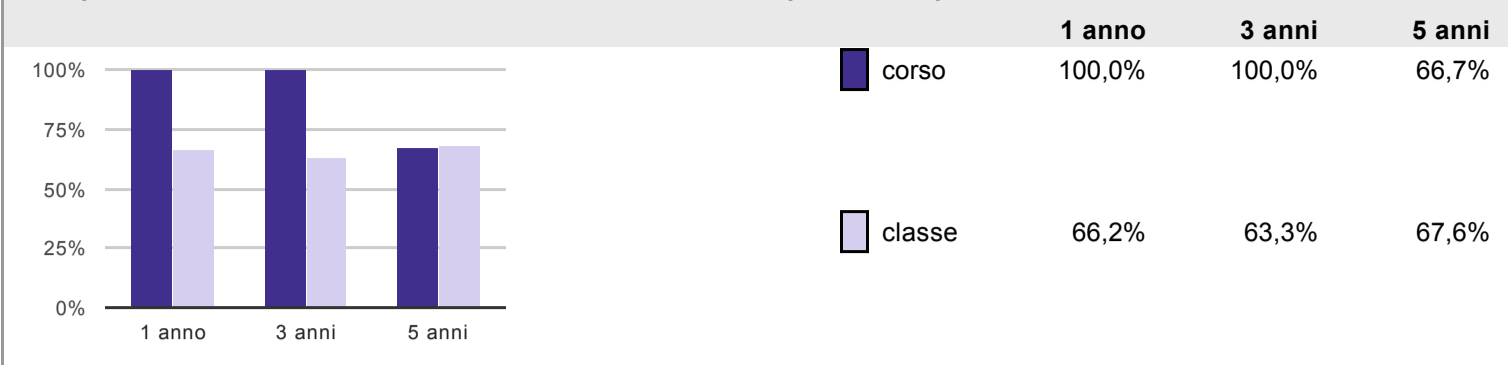 1 anno 3 anni 5 anni
100%
75%
50%
25%
0%
1 anno 3 anni 5 anni
corso 100,0% 100,0% 66,7%
classe 66,2% 63,3% 67,6%